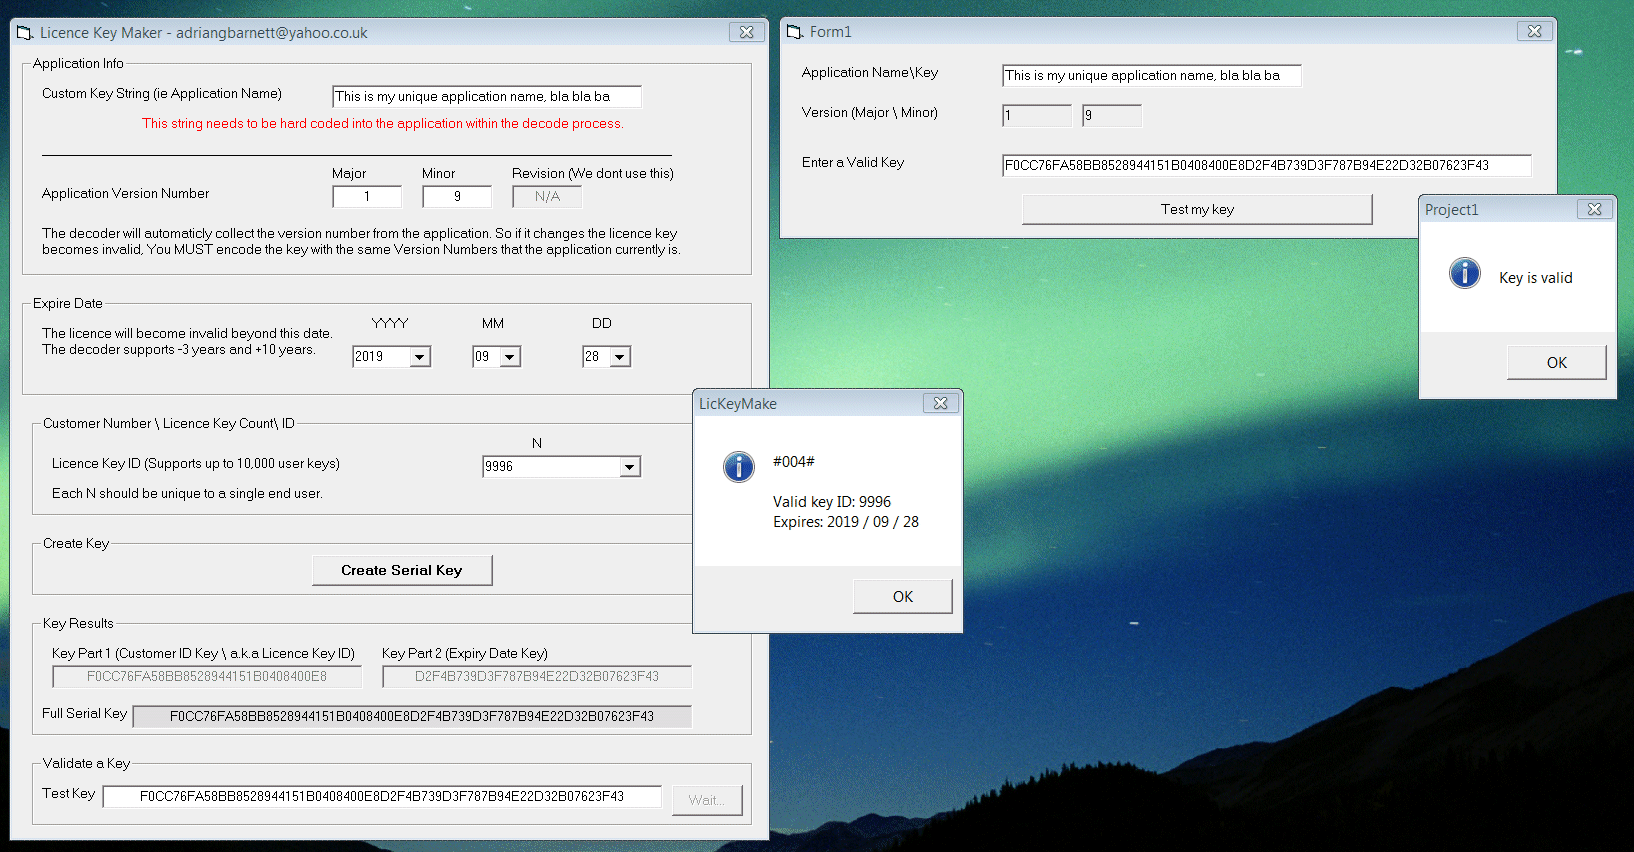 Licence Key Maker - adriangbarnett@yahoo.co.uk
Application Info
Custom Key String (ie Application Name)
This is my unique application name, bla bla ba
This string needs to be hard coded into the application within the decode process.
Major
Minor
Revision (We dont use this)
Application Version Number
1
9
N/A
The decoder will automaticly collect the version number from the application. So if it changes the licence key
becomes invalid, You MUST encode the key with the same Version Numbers that the application currently is.
Expire Date
The licence will become invalid beyond this date.
The decoder supports -3 years and +10 years.
YYYY
MM
DD
2019
09
28
Customer Number \ Licence Key Count\ ID
N
Licence Key ID (Supports up to 10,000 user keys)
9996
Each N should be unique to a single end user.
Create Key
Create Serial Key
Key Results
Key Part 1 (Customer ID Key \ a.k.a Licence Key ID)
Key Part 2 (Expiry Date Key)
F0CC76FA58BB8528944151B0408400E8
D2F4B739D3F787B94E22D32B07623F43
Full Serial Key
F0CC76FA58BB8528944151B0408400E8D2F4B739D3F787B94E22D32B07623F43
Validate a Key
Test Key
F0CC76FA58BB8528944151B0408400E8D2F4B739D3F787B94E22D32B07623F43
Wait...
Form1
Application Name\Key
This is my unique application name, bla bla ba
Version (Major \ Minor)
1
9
Enter a Valid Key
F0CC76FA58BB8528944151B0408400E8D2F4B739D3F787B94E22D32B07623F43
Test my key
Project1
Key is valid
OK
LicKeyMake
#004#
Valid key ID: 9996
Expires: 2019 / 09 / 28
OK